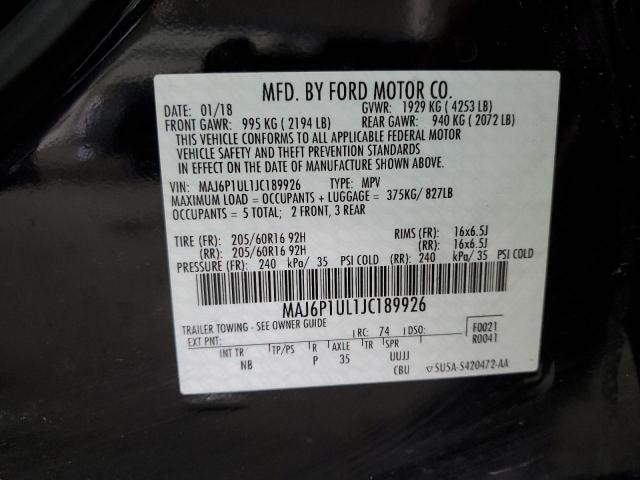 MFD. BY FORD MOTOR CO.
DATE: 01/18 GVWR: 1929 KG ( 4253 LB)
FRONT GAWR: 995 KG ( 2194 LB) REAR GAWR: 940 KG ( 2072 LB)
THIS VEHICLE CONFORMS TO ALL APPLICABLE FEDERAL MOTOR
VEHICLE SAFETY AND THEFT PREVENTION STANDARDS
IN EFFECT ON THE DATE OF MANUFACTURE SHOWN ABOVE.
VIN: MAJ6P1UL1JC189926 TYPE: MPV
MAXIMUM LOAD = OCCUPANTS + LUGGAGE = 375KG/ 827LB
OCCUPANTS = 5 TOTAL; 2 FRONT, 3 REAR
TIRE (FR): 205/60R16 92H RIMS (FR): 16x6.5J
(RR): 205/60R16 92H (RR): 16x6.5J
PRESSURE (FR): 240 kPa/ 35 PSI COLD (RR): 240 kPa/ 35 PSI COLD
MAJ6P1UL1JC189926
TRAILER TOWING - SEE OWNER GUIDE
EXT PNT: RC: 74 DSO: F0021
R0041
INT TR TP/PS R AXLE TR SPR
NB P 35 UUJJ
CBU 5U5A-S420472-AA